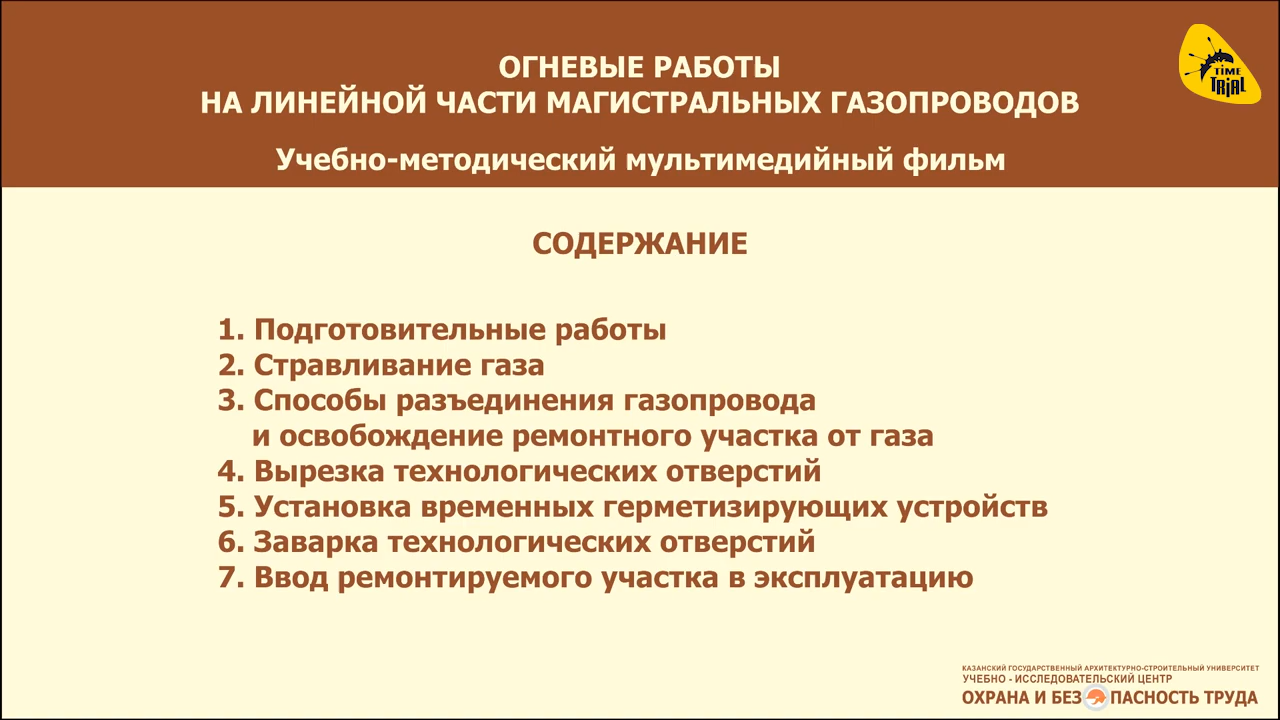 ОГНЕВЫЕ РАБОТЫ
НА ЛИНЕЙНОЙ ЧАСТИ МАГИСТРАЛЬНЫХ ГАЗОПРОВОДОВ
Учебно-методический мультимедийный фильм
TIME
TRIAL
СОДЕРЖАНИЕ
1. Подготовительные работы
2. Стравливание газа
3. Способы разъединения газопровода
и освобождение ремонтного участка от газа
4. Вырезка технологических отверстий
5. Установка временных герметизирующих устройств
6. Заварка технологических отверстий
7. Ввод ремонтируемого участка в эксплуатацию
КАЗАНСКИЙ ГОСУДАРСТВЕННЫЙ АРХИТЕКТУРНО-СТРОИТЕЛЬНЫЙ УНИВЕРСИТЕТ
УЧЕБНО - ИССЛЕДОВАТЕЛЬСКИЙ ЦЕНТР
ОХРАНА И БЕЗОПАСНОСТЬ ТРУДА